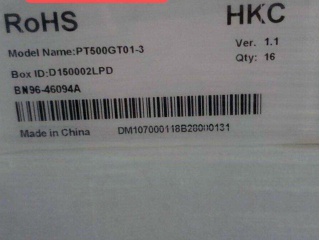 RoHS HKC
Model Name:PT500GT01-3 Ver. 1.1
Box ID:D150002LPD Qty: 16
BN96-46094A
Made in China DM107000118B28000131